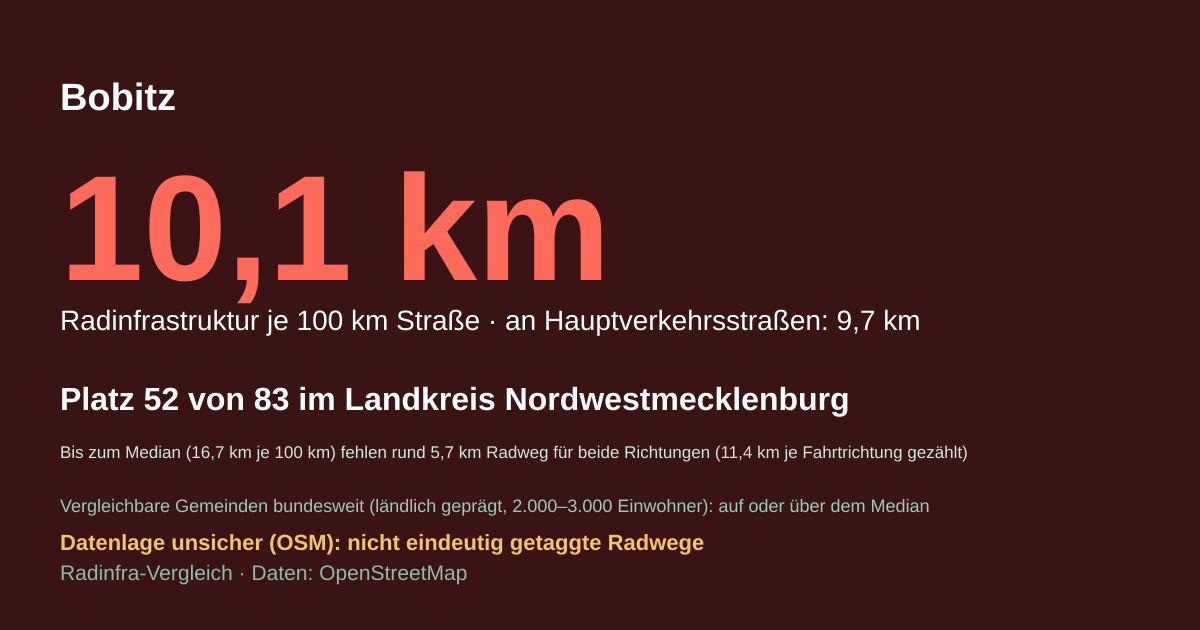 Bobitz
10,1 km
Radinfrastruktur je 100 km Straße · an Hauptverkehrsstraßen: 9,7 km
Platz 52 von 83 im Landkreis Nordwestmecklenburg
Bis zum Median (16,7 km je 100 km) fehlen rund 5,7 km Radweg für beide Richtungen (11,4 km je Fahrtrichtung gezählt)
Vergleichbare Gemeinden bundesweit (ländlich geprägt, 2.000–3.000 Einwohner): auf oder über dem Median
Datenlage unsicher (OSM): nicht eindeutig getaggte Radwege
Radinfra-Vergleich · Daten: OpenStreetMap